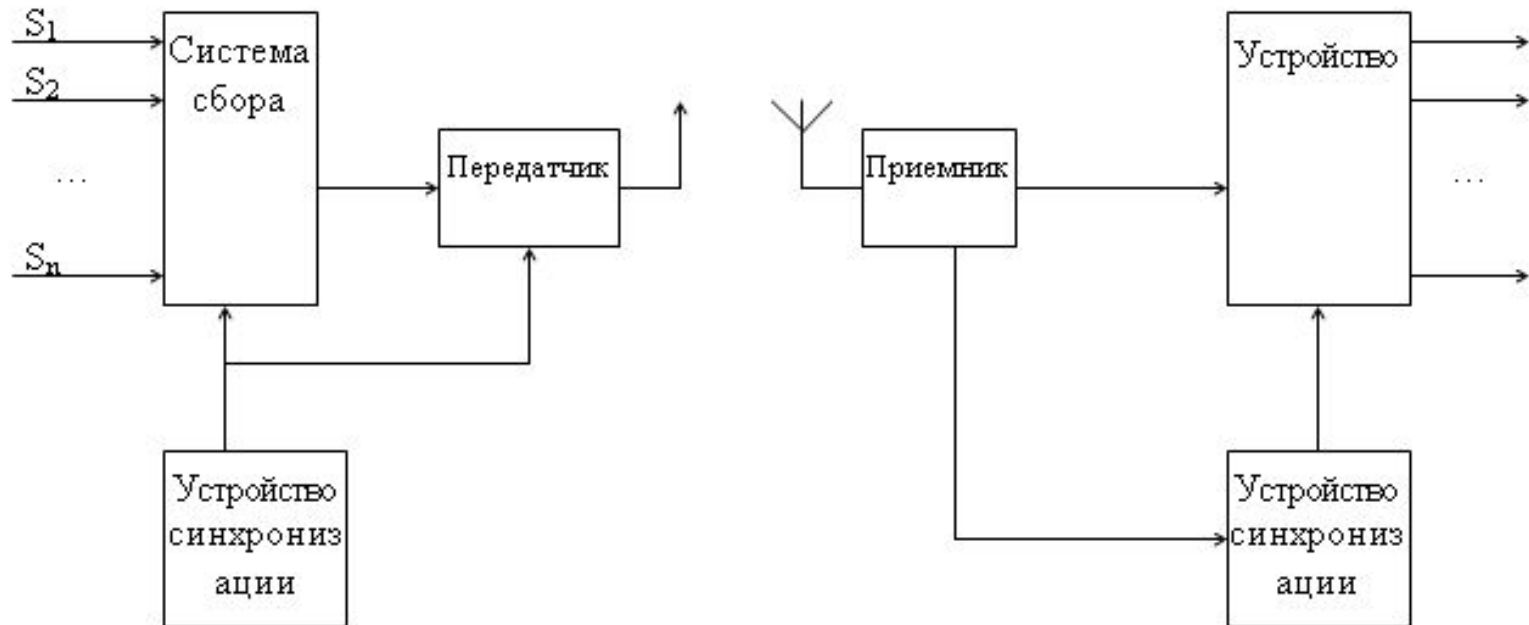 S1
S2
...
Sn
Система
сбора
Передатчик
Устройство
синхрониз
ации
Приемник
Устройство
...
Устройство
синхрониз
ации